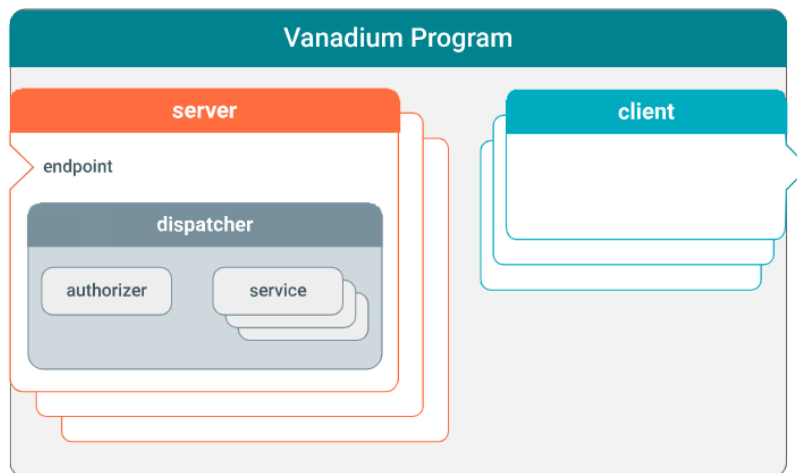 Vanadium Program
server
client
endpoint
dispatcher
authorizer
service